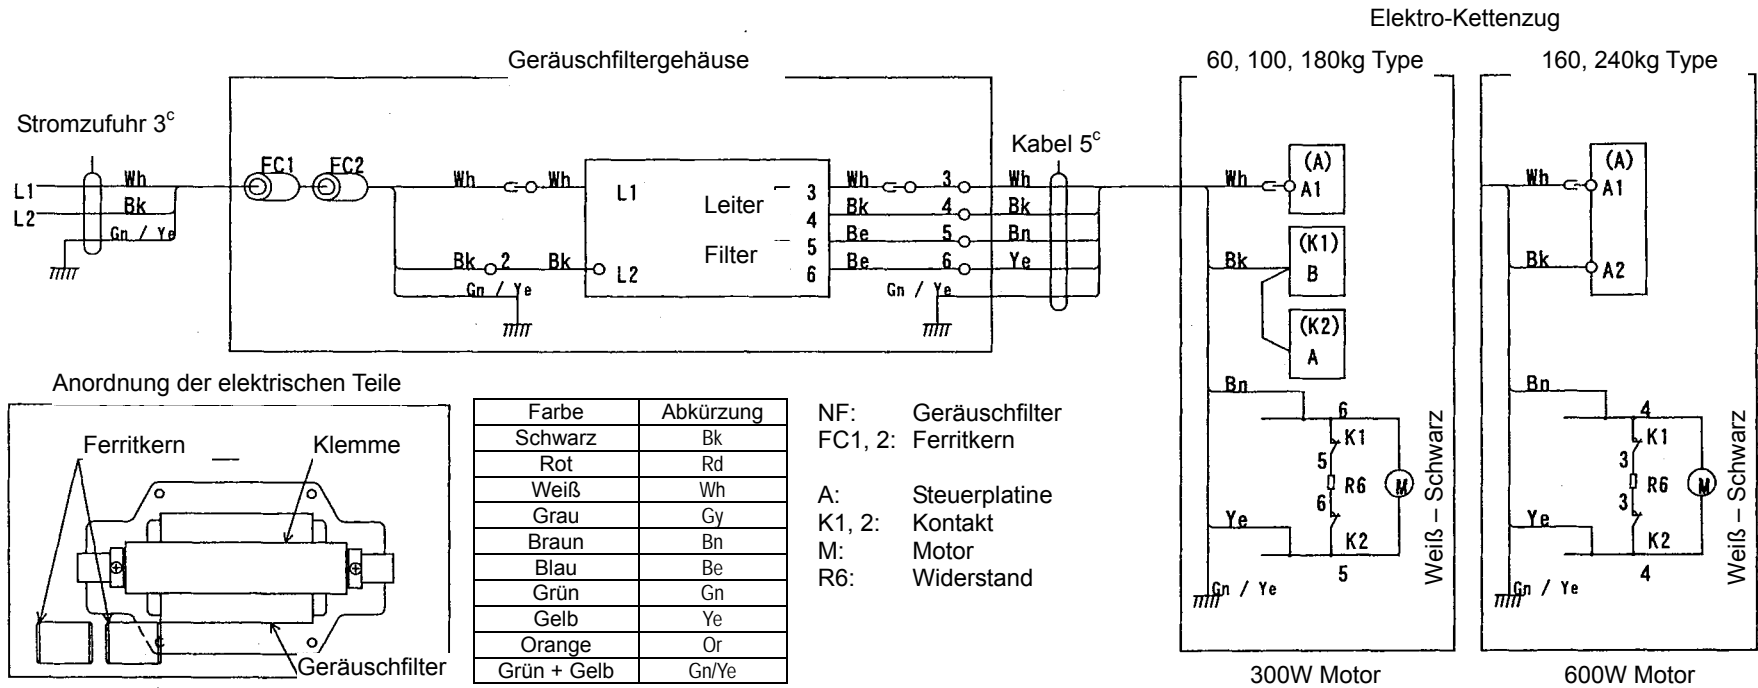 Elektro-Kettenzug
Geräuschfiltergehäuse
60, 100, 180kg Type
160, 240kg Type
Stromzufuhr 3c
L1
L2
Wh
Bk
Gn / Ye
FC1
FC2
Wh
Wh
Bk
2
Bk
Gn / Ye
L1
L2
Leiter
Filter
3
4
5
6
Wh
Bk
Be
Be
3
4
5
6
Gn / Ye
Kabel 5c
Wh
Bk
Bn
Ye
Wh
(A)
A1
Bk
(K1)
B
(K2)
A
Bn
6
K1
5
R6
6
K2
5
M
Ye
Gn / Ye
Weiß – Schwarz
300W Motor
Wh
(A)
A1
Bk
A2
Bn
4
K1
3
R6
3
K2
4
M
Ye
Gn / Ye
Weiß – Schwarz
600W Motor
Anordnung der elektrischen Teile
Ferritkern
Klemme
Geräuschfilter
Farbe Abkürzung
Schwarz Bk
Rot Rd
Weiß Wh
Grau Gy
Braun Bn
Blau Be
Grün Gn
Gelb Ye
Orange Or
Grün + Gelb Gn/Ye
NF: Geräuschfilter
FC1, 2: Ferritkern
A: Steuerplatine
K1, 2: Kontakt
M: Motor
R6: Widerstand